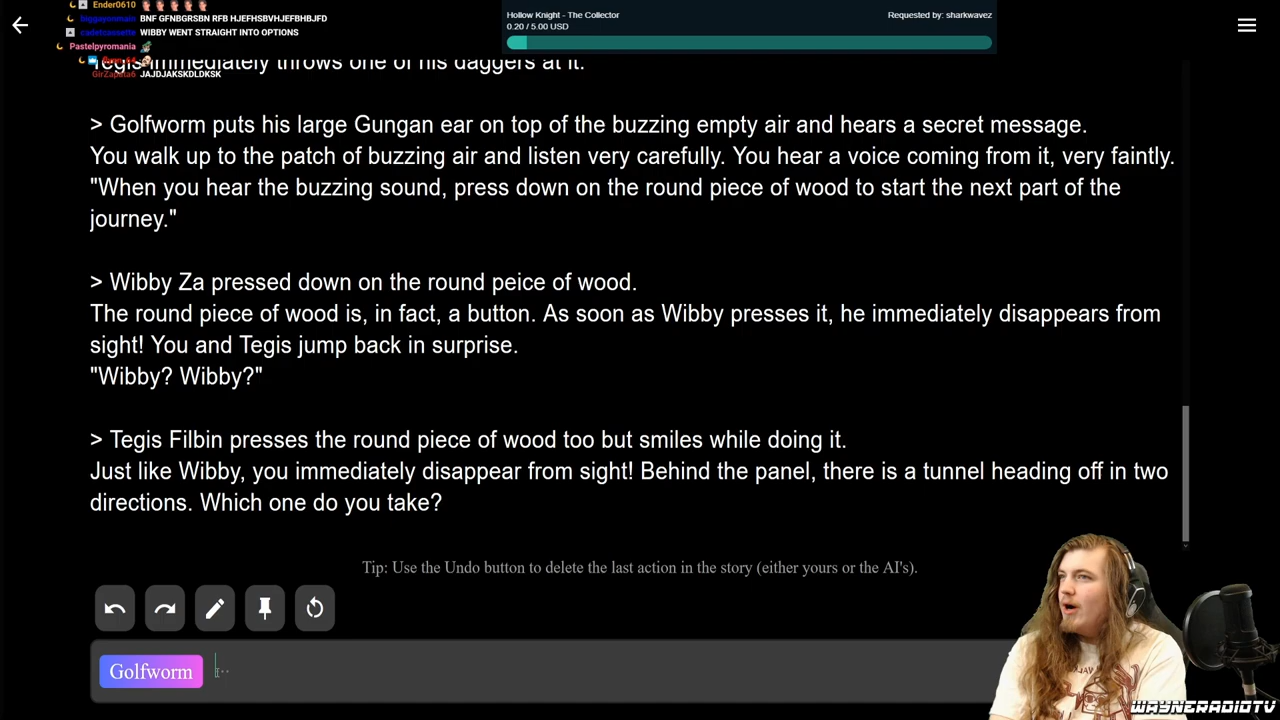 Ender0610
loggayonmain BNF GFNBGRSBN RFB HJEFHSBVHJEFBHBJFD
cadetcassette WIBBY WENT STRAIGHT INTO OPTIONS
Pastelpyromania
GirZapata6 JAJDJAKSKDLDKSK
Hollow Knight - The Collector
Requested by: sharkwavez
0.20 / 5.00 USD
Tegis immediately throws one of his daggers at it.
> Golfworm puts his large Gungan ear on top of the buzzing empty air and hears a secret message.
You walk up to the patch of buzzing air and listen very carefully. You hear a voice coming from it, very faintly.
"When you hear the buzzing sound, press down on the round piece of wood to start the next part of the
journey."
> Wibby Za pressed down on the round peice of wood.
The round piece of wood is, in fact, a button. As soon as Wibby presses it, he immediately disappears from
sight! You and Tegis jump back in surprise.
"Wibby? Wibby?"
> Tegis Filbin presses the round piece of wood too but smiles while doing it.
Just like Wibby, you immediately disappear from sight! Behind the panel, there is a tunnel heading off in two
directions. Which one do you take?
Tip: Use the Undo button to delete the last action in the story (either yours or the AI's).
Golfworm
WAYNERADIOTV